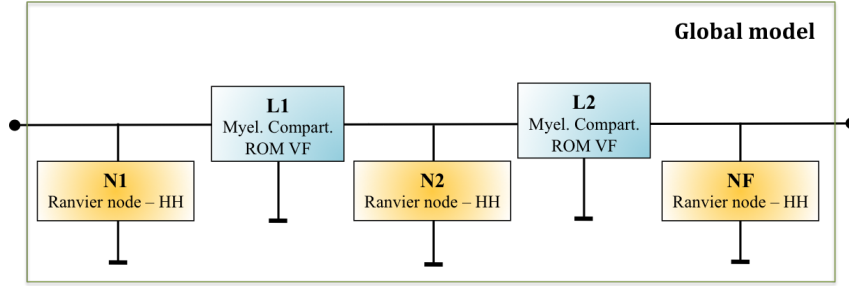 Global model
L1
Myel. Compart.
ROM VF
L2
Myel. Compart.
ROM VF
N1
Ranvier node – HH
N2
Ranvier node – HH
NF
Ranvier node – HH